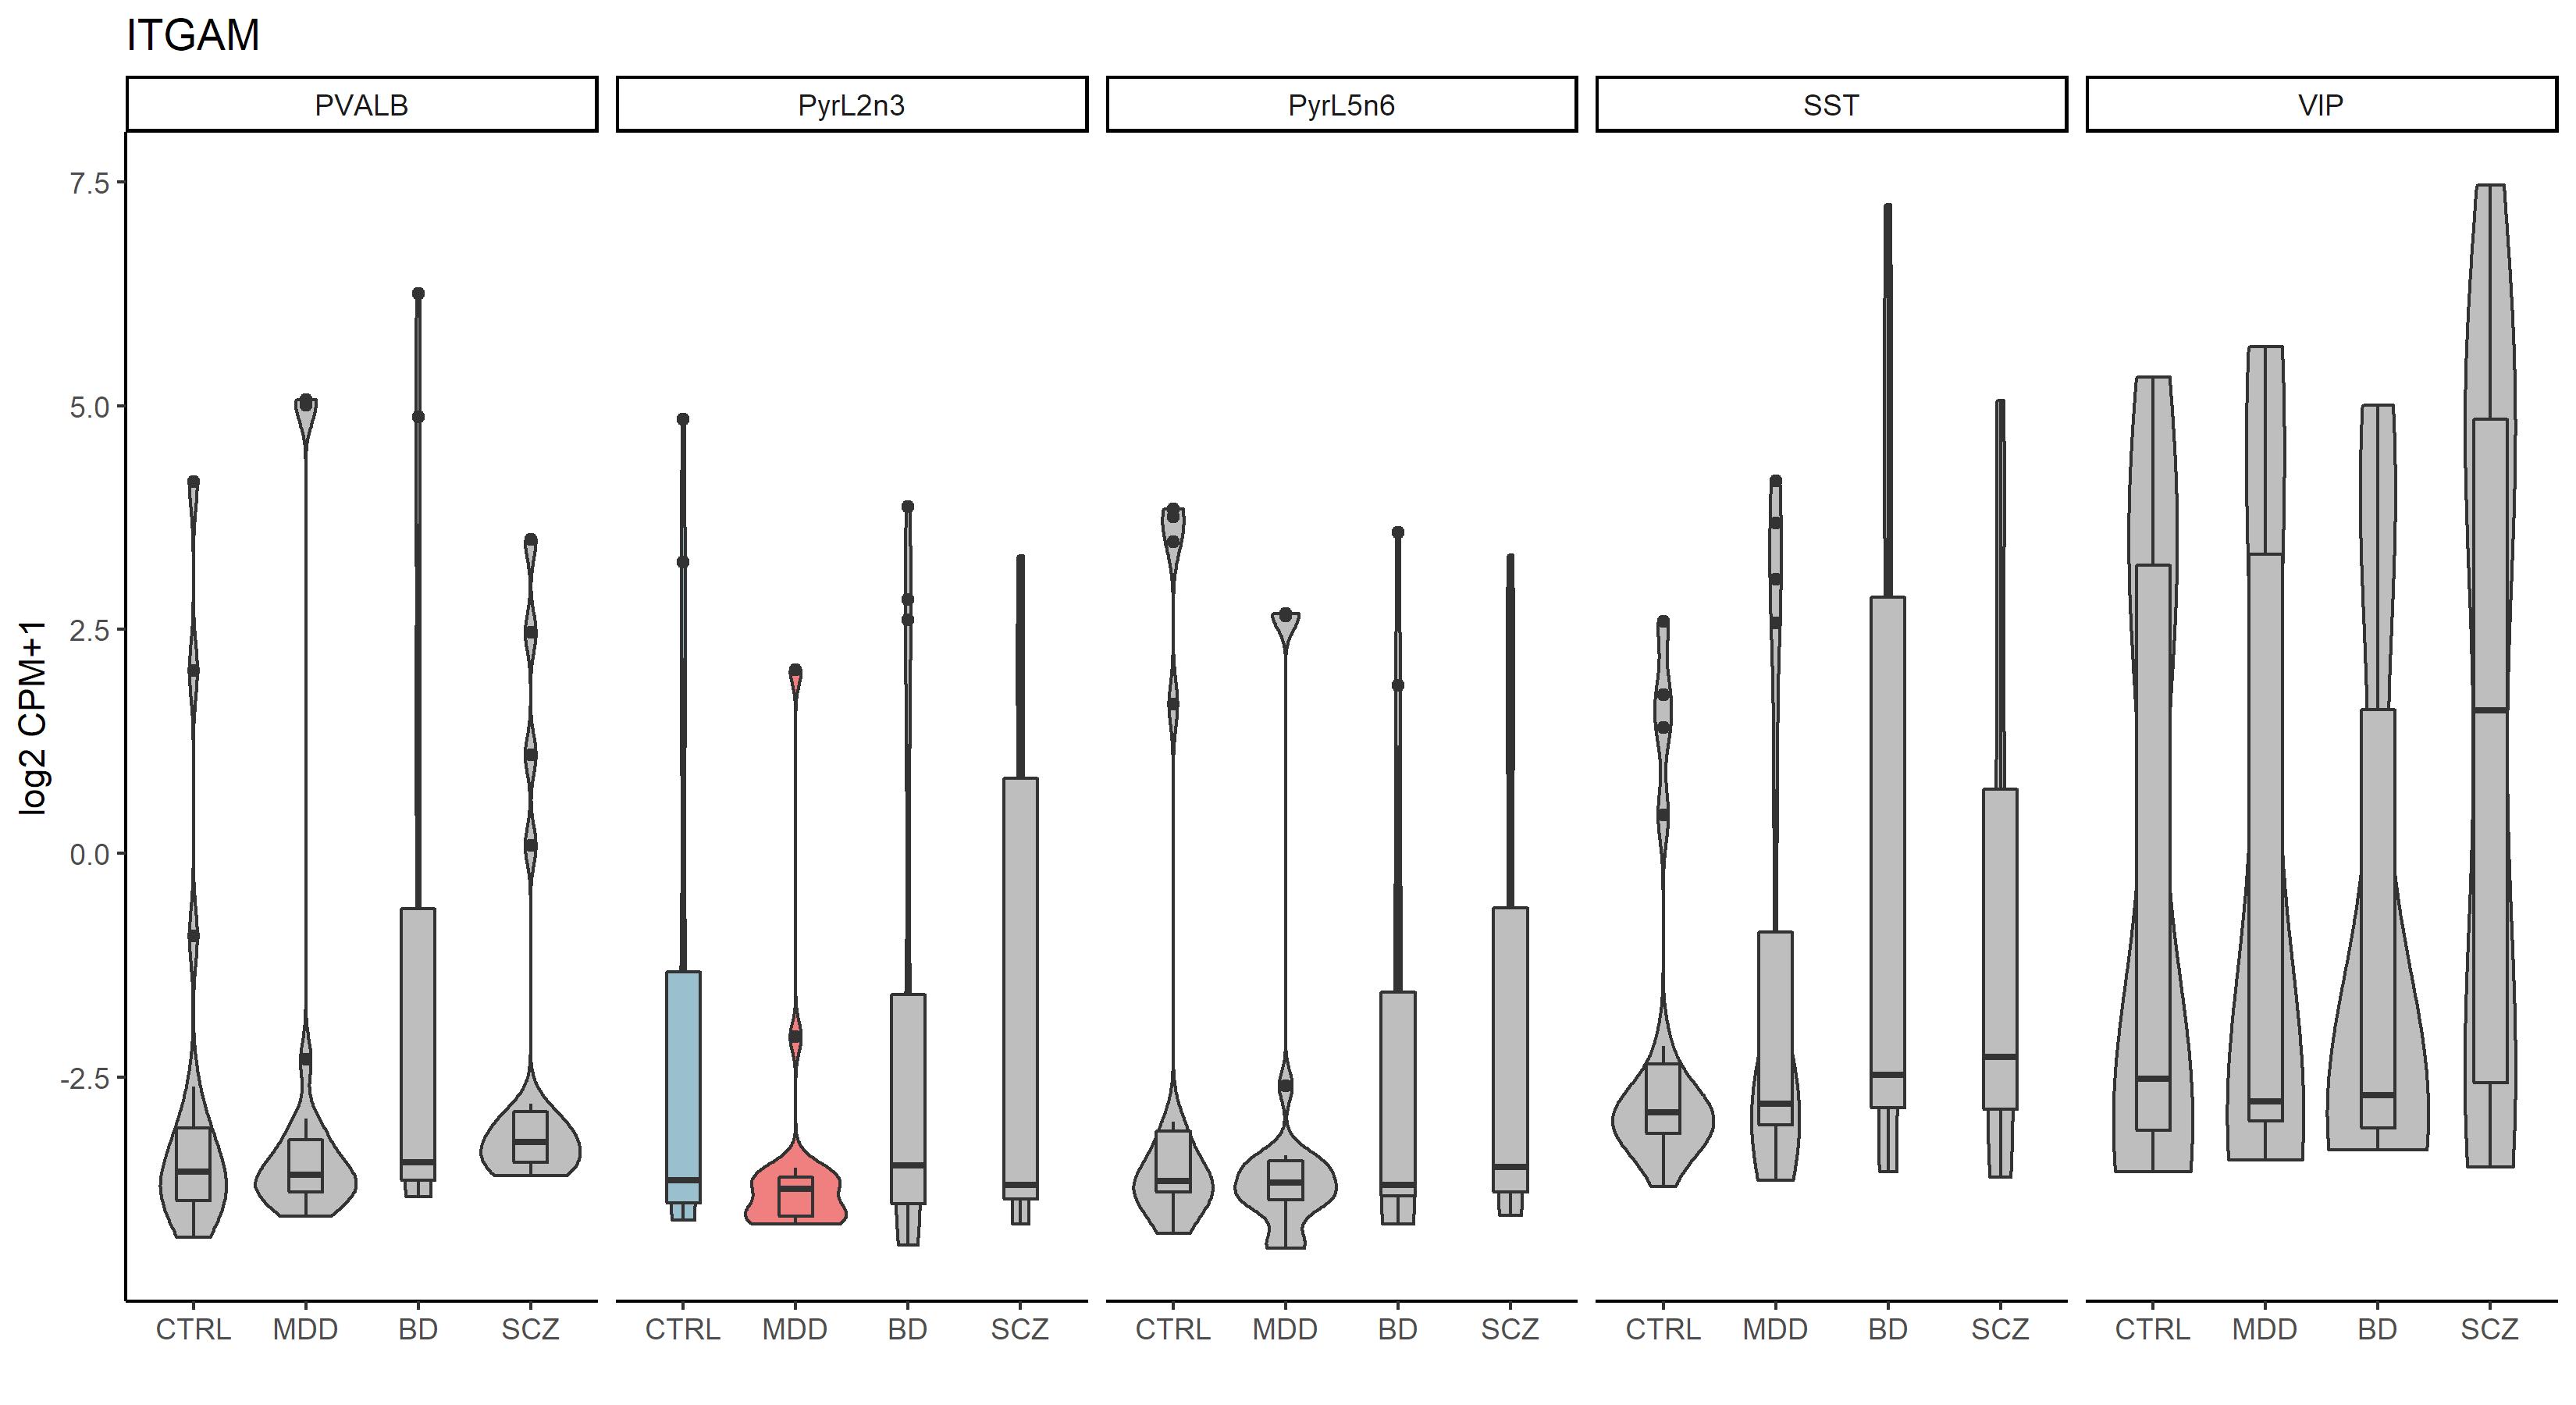 ITGAM
PVALB PyrL2n3 PyrL5n6 SST VIP
7.5
5.0
2.5
0.0
-2.5
log2 CPM+1
CTRL MDD BD SCZ CTRL MDD BD SCZ CTRL MDD BD SCZ CTRL MDD BD SCZ CTRL MDD BD SCZ